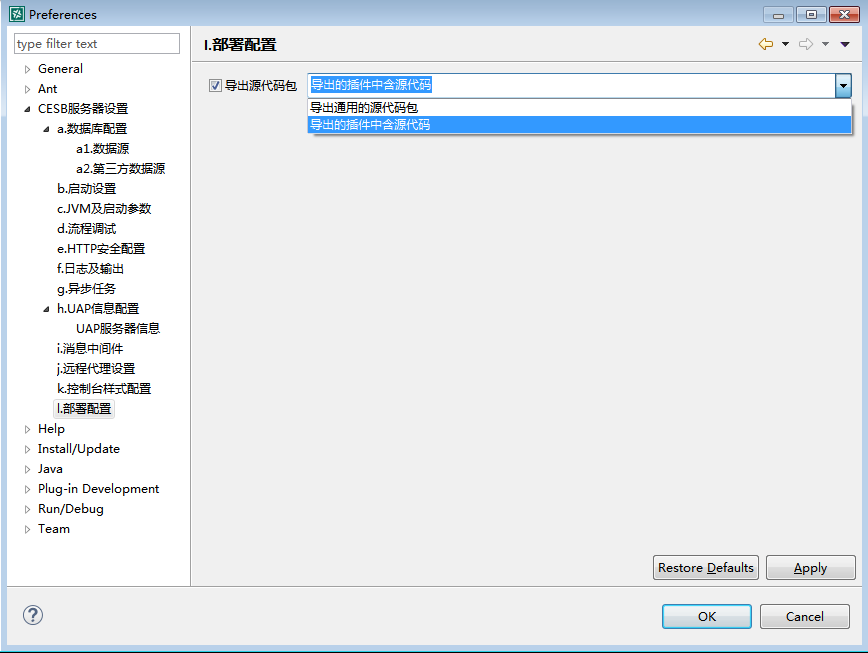 Preferences
type filter text
General
Ant
CESB服务器设置
a.数据库配置
a1.数据源
a2.第三方数据源
b.启动设置
c.JVM及启动参数
d.流程调试
e.HTTP安全配置
f.日志及输出
g.异步任务
h.UAP信息配置
UAP服务器信息
i.消息中间件
j.远程代理设置
k.控制台样式配置
l.部署配置
Help
Install/Update
Java
Plug-in Development
Run/Debug
Team
l.部署配置
导出源代码包
导出的插件中含源代码
导出通用的源代码包
导出的插件中含源代码
Restore Defaults
Apply
OK
Cancel